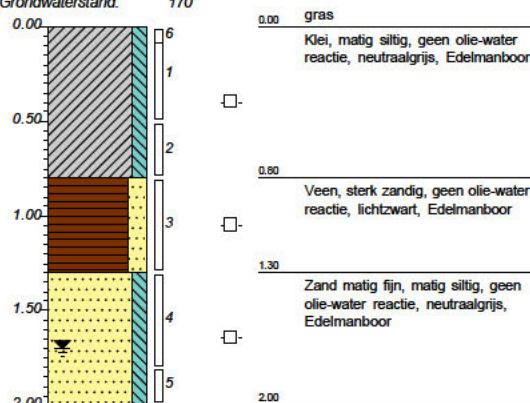 Grondwaterstand: 170
0.00
0.50
1.00
1.50
2.00
6
1
2
3
4
5
0.00 gras
Klei, matig siltig, geen olie-water
reactie, neutraalgrijs, Edelmanboor
0.80
Veen, sterk zandig, geen olie-water
reactie, lichtzwart, Edelmanboor
1.30
Zand matig fijn, matig siltig, geen
olie-water reactie, neutraalgrijs,
Edelmanboor
2.00